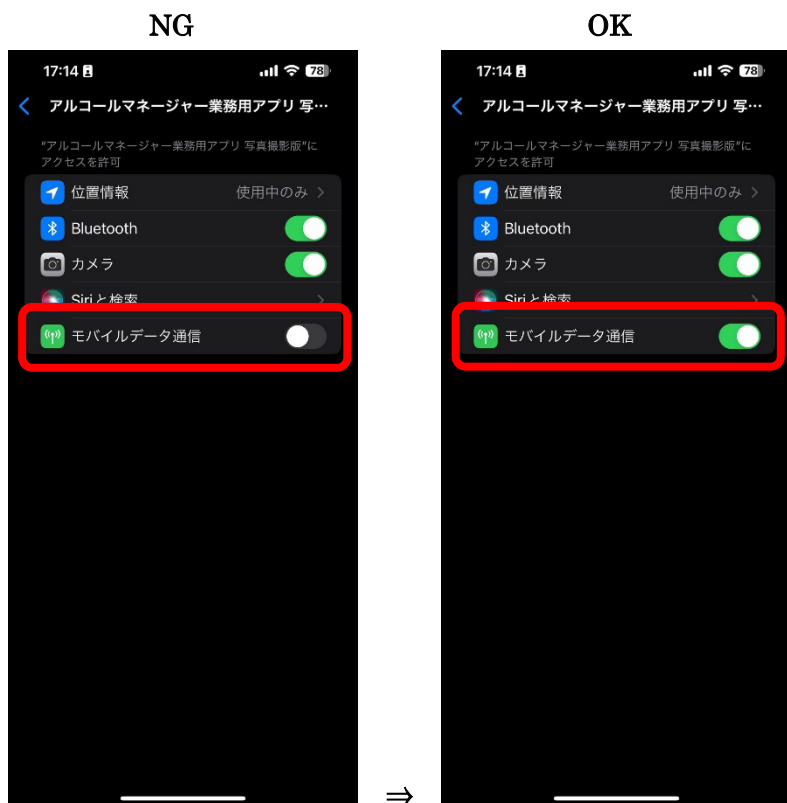 NG
17:14
78
アルコールマネージャー業務用アプリ 写…
"アルコールマネージャー業務用アプリ 写真撮影版"に
アクセスを許可
位置情報 使用中のみ
Bluetooth
カメラ
Siriと検索
モバイルデータ通信
⇒
OK
17:14
78
アルコールマネージャー業務用アプリ 写…
"アルコールマネージャー業務用アプリ 写真撮影版"に
アクセスを許可
位置情報 使用中のみ
Bluetooth
カメラ
Siriと検索
モバイルデータ通信